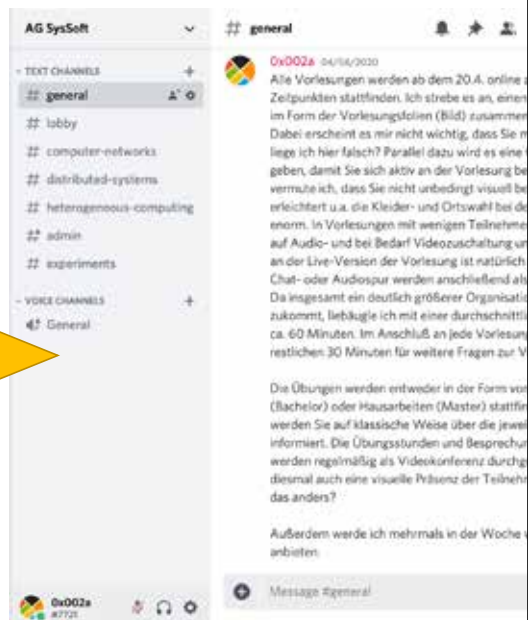 AG SysSoft
TEXT CHANNELS
general
lobby
computer-networks
distributed-systems
heterogeneous-computing
admin
experiments
VOICE CHANNELS
General
0x002a
#7721
# general
0x002a 04/14/2020
Alle Vorlesungen werden ab dem 20.4. online
Zeitpunkten stattfinden. Ich strebe es an, einen
im Form der Vorlesungsfolien (Bild) zusammen
Dabei erscheint es mir nicht wichtig, dass Sie
liege ich hier falsch? Parallel dazu wird es eine
geben, damit Sie sich aktiv an der Vorlesung be
vermute ich, dass Sie nicht unbedingt visuell be
erleichtert u.a. die Kleider- und Ortswahl bei de
enorm. In Vorlesungen mit wenigen Teilnehme
auf Audio- und bei Bedarf Videozuschaltung
an der Live-Version der Vorlesung ist natürlich
Chat- oder Audiospur werden anschließend als
Da insgesamt ein deutlich größerer Organisati
zukommt, liebäugle ich mit einer durchschnittli
ca. 60 Minuten. Im Anschluß an jede Vorlesung
restlichen 30 Minuten für weitere Fragen zur V
Die Übungen werden entweder in der Form von
(Bachelor) oder Hausarbeiten (Master) stattfin
werden Sie auf klassische Weise über die jewei
informiert. Die Übungsstunden und Besprechun
werden regelmäßig als Videokonferenz durchge
diesmal auch eine visuelle Präsenz der Teilnehm
das anders?
Außerdem werde ich mehrmals in der Woche
anbieten.
Message #general